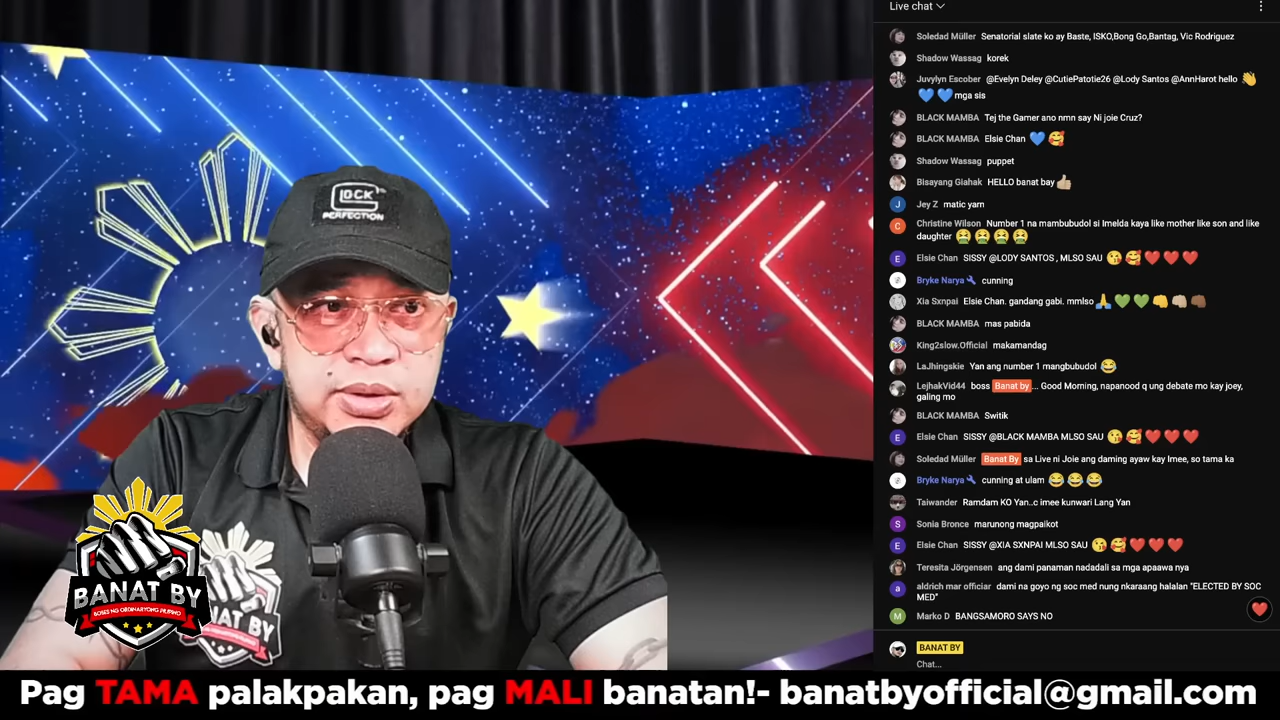 Live chat
Soledad Müller Senatorial slate ko ay Baste, ISKO,Bong Go,Bantag, Vic Rodriguez
Shadow Wassag korek
Juvylyn Escober @Evelyn Deley @CutiePatotie26 @Lody Santos @AnnHarot hello 👋
💙 💙 mga sis
BLACK MAMBA Tej the Gamer ano nmn say Ni joie Cruz?
BLACK MAMBA Elsie Chan 💙 🥰
Shadow Wassag puppet
Bisayang Giahak HELLO banat bay 👍🏼
J
Jey Z matic yarn
C
Christine Wilson Number 1 na mambubudol si Imelda kaya like mother like son and like
daughter 🤮 🤮 🤮 🤮
E
Elsie Chan SISSY @LODY SANTOS , MLSO SAU 😘 🥰 ❤️ ❤️ ❤️
Bryke Narya 🔧 cunning
Xia Sxnpai Elsie Chan. gandang gabi. mmlso 🙏 💚 💚 👊 👊🏻 👊🏾
BLACK MAMBA mas pabida
King2slow.Official makamandag
LaJhingskie Yan ang number 1 mangbubudol 😂
LejhakVid44 boss Banat by ... Good Morning, napanood q ung debate mo kay joey,
galing mo
BLACK MAMBA Switik
E
Elsie Chan SISSY @BLACK MAMBA MLSO SAU 😘 🥰 ❤️ ❤️ ❤️
Soledad Müller Banat By sa Live ni Joie ang daming ayaw kay Imee, so tama ka
Bryke Narya 🔧 cunning at ulam 😂 😂 😂
Taiwander Ramdam KO Yan..c imee kunwari Lang Yan
S
Sonia Bronce marunong magpaikot
E
Elsie Chan SISSY @XIA SXNPAI MLSO SAU 😘 🥰 ❤️ ❤️ ❤️
Teresita Jörgensen ang dami panaman nadadali sa mga apaawa nya
a
aldrich mar officiar dami na goyo ng soc med nung nkaraang halalan "ELECTED BY SOC
MED"
M
Marko D BANGSAMORO SAYS NO
BANAT BY
Chat...
GLOCK
PERFECTION
BANAT BY
BOSES NG ORDINARYONG PILIPINO
BANAT BY
Pag TAMA palakpakan, pag MALI banatan!- banatbyofficial@gmail.com